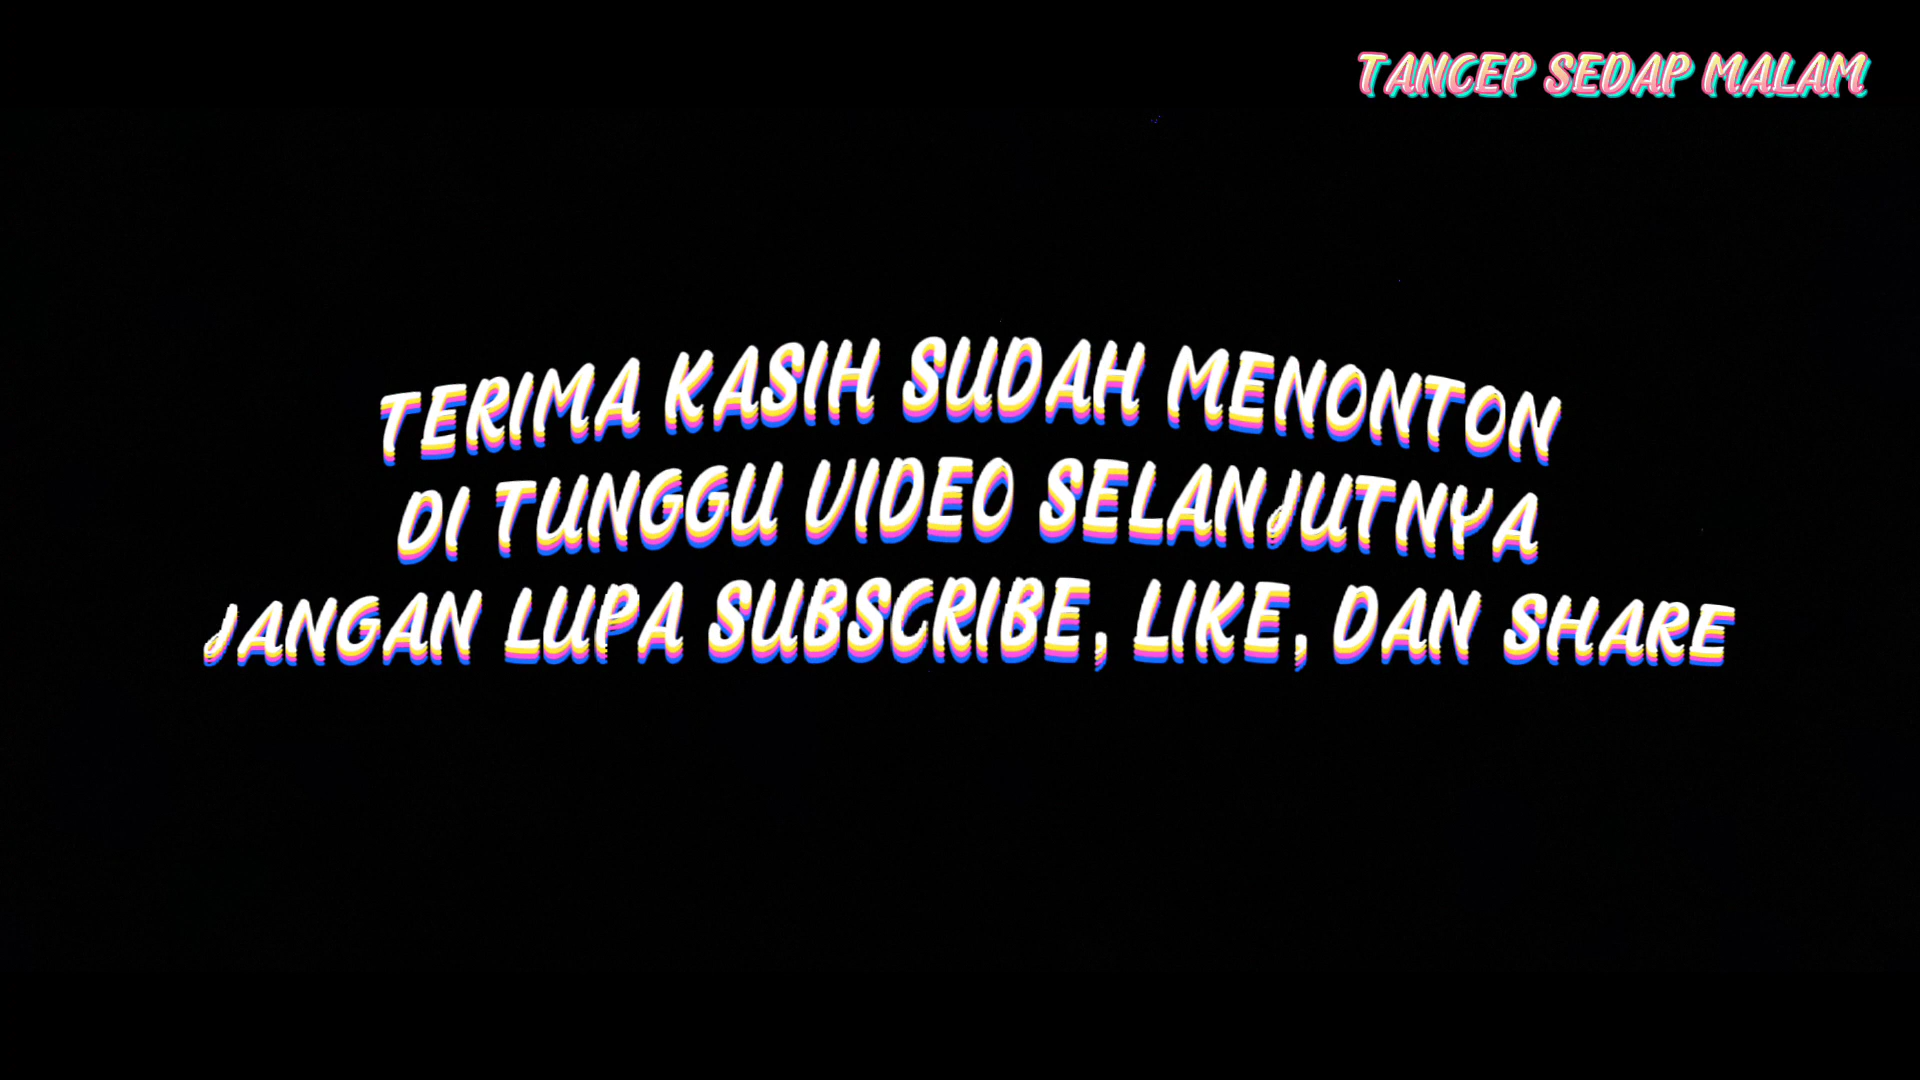 TANCEP SEDAP MALAM
TERIMA KASIH SUDAH MENONTON
DI TUNGGU VIDEO SELANJUTNYA
JANGAN LUPA SUBSCRIBE, LIKE, DAN SHARE